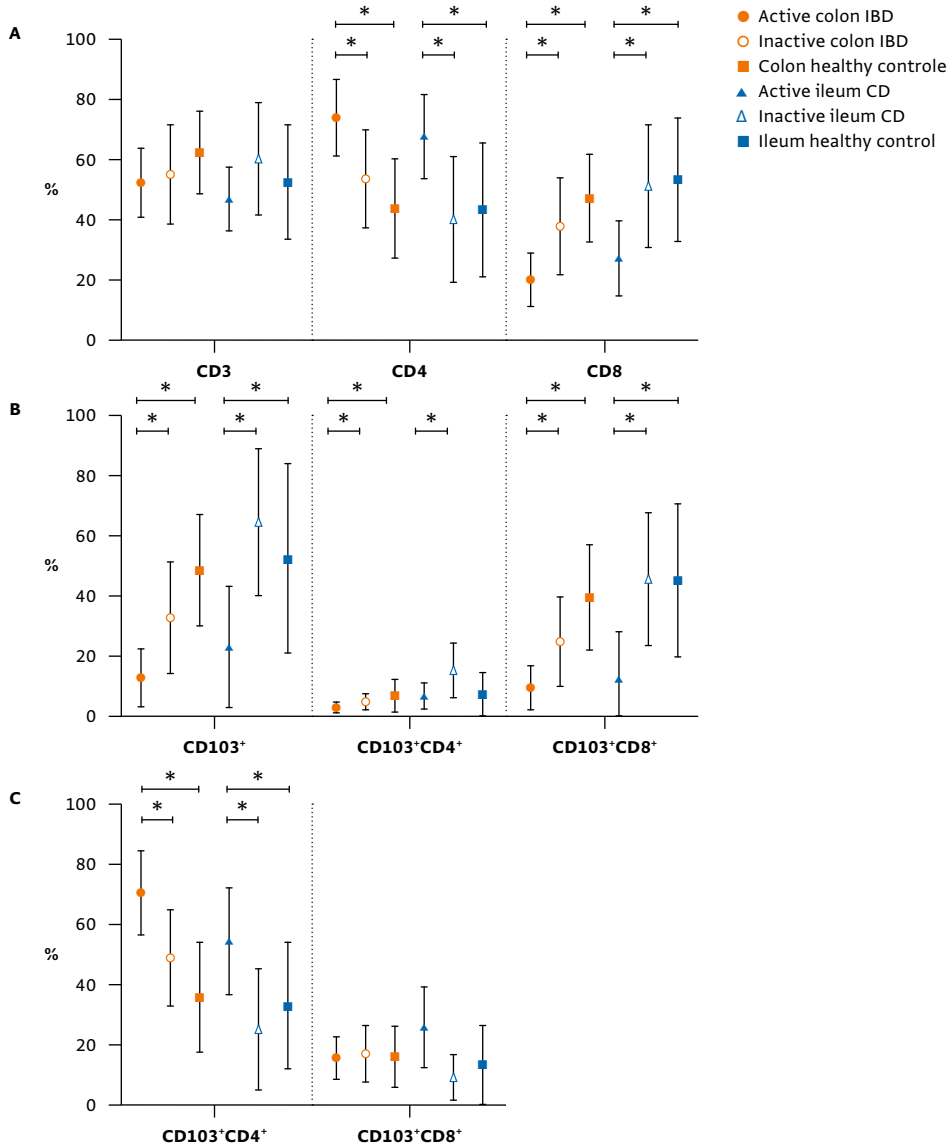 Active colon IBD
Inactive colon IBD
Colon healthy controle
Active ileum CD
Inactive ileum CD
Ileum healthy control
A
* *
* *
* *
* *
* *
* *
100
80
60
%
40
20
0
CD3 CD4 CD8
B
* * * * *
* * * * * *
100
80
60
%
40
20
0
CD103⁺ CD103⁺CD4⁺ CD103⁺CD8⁺
C
* *
* *
100
80
60
%
40
20
0
CD103⁺CD4⁺ CD103⁺CD8⁺